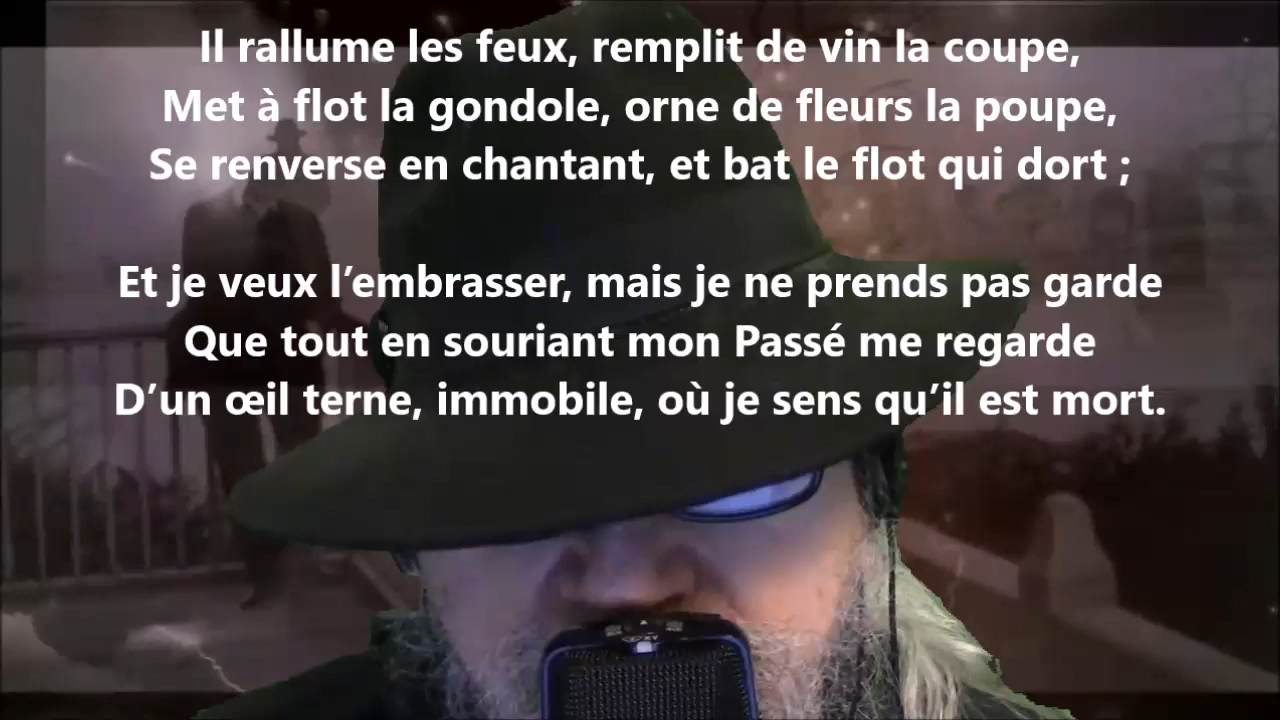 Il rallume les feux, remplit de vin la coupe,
Met à flot la gondole, orne de fleurs la poupe,
Se renverse en chantant, et bat le flot qui dort ;
Et je veux l’embrasser, mais je ne prends pas garde
Que tout en souriant mon Passé me regarde
D’un œil terne, immobile, où je sens qu’il est mort.